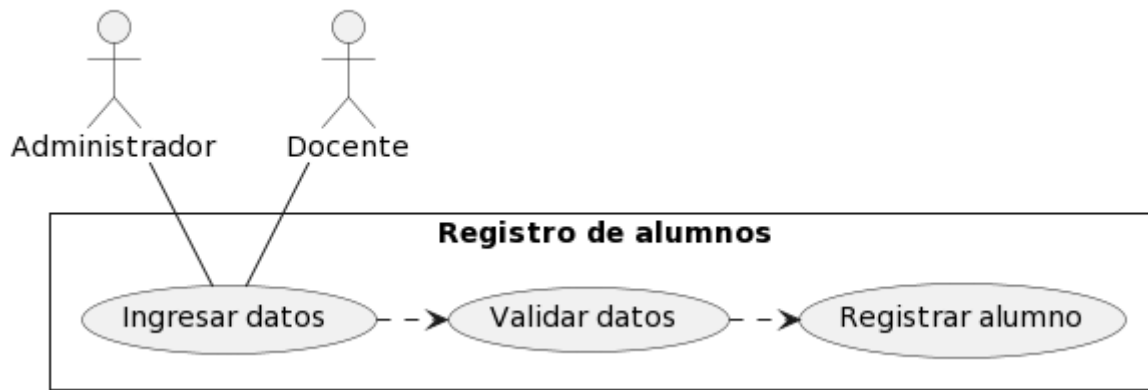 Administrador
Docente
Registro de alumnos
Ingresar datos
Validar datos
Registrar alumno